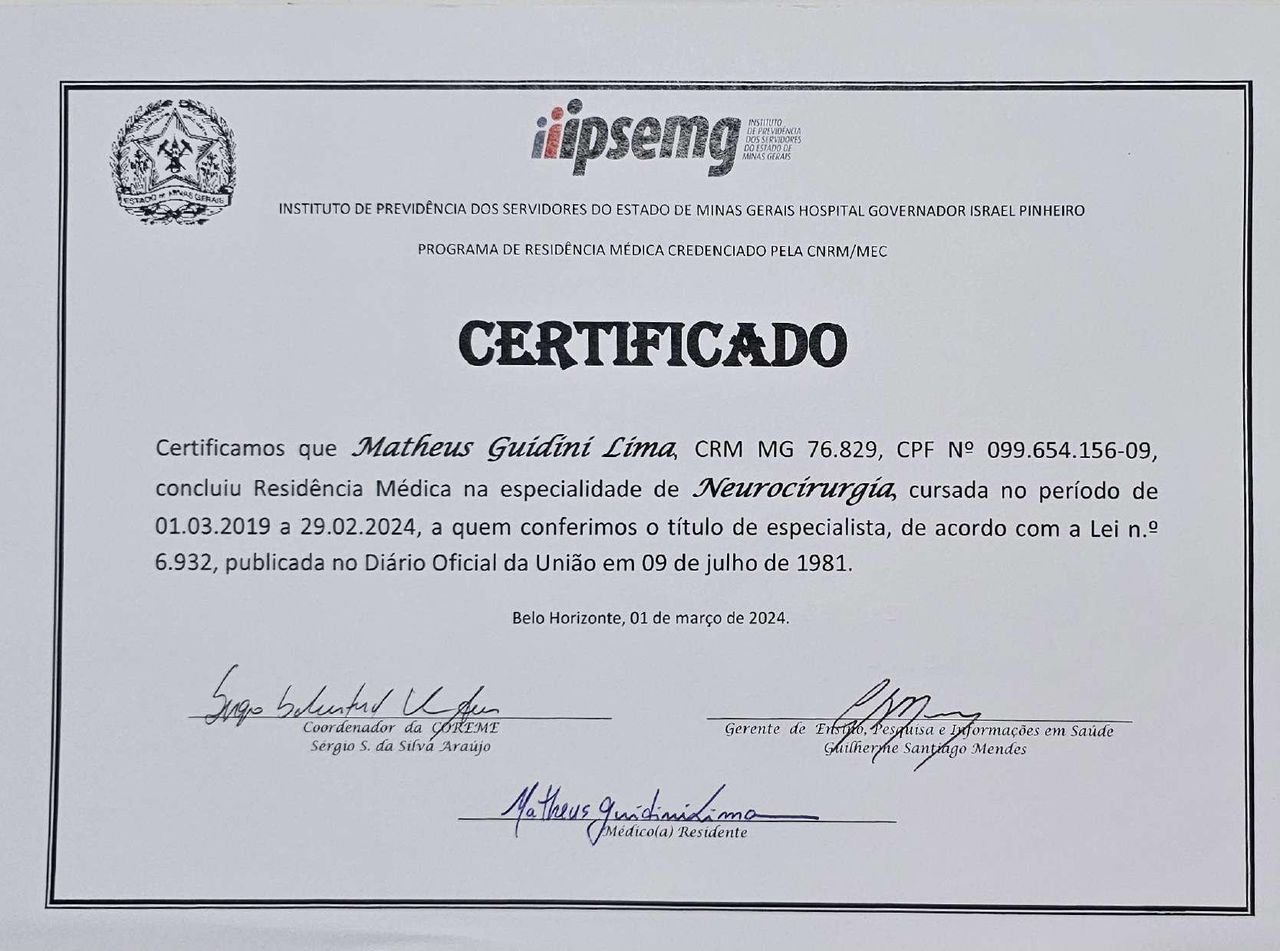 ESTADO DE MINAS GERAIS
ipsemg
INSTITUTO
DE PREVIDÊNCIA
DOS SERVIDORES
DO ESTADO DE
MINAS GERAIS
INSTITUTO DE PREVIDÊNCIA DOS SERVIDORES DO ESTADO DE MINAS GERAIS HOSPITAL GOVERNADOR ISRAEL PINHEIRO
PROGRAMA DE RESIDÊNCIA MÉDICA CREDENCIADO PELA CNRM/MEC
CERTIFICADO
Certificamos que Matheus Guidini Lima, CRM MG 76.829, CPF Nº 099.654.156-09,
concluiu Residência Médica na especialidade de Neurocirurgia, cursada no período de
01.03.2019 a 29.02.2024, a quem conferimos o título de especialista, de acordo com a Lei n.º
6.932, publicada no Diário Oficial da União em 09 de julho de 1981.
Belo Horizonte, 01 de março de 2024.
Coordenador da COREME
Sérgio S. da Silva Araújo
Gerente de Ensino, Pesquisa e Informações em Saúde
Guilherme Santiago Mendes
Matheus Guidini Lima
Médico(a) Residente